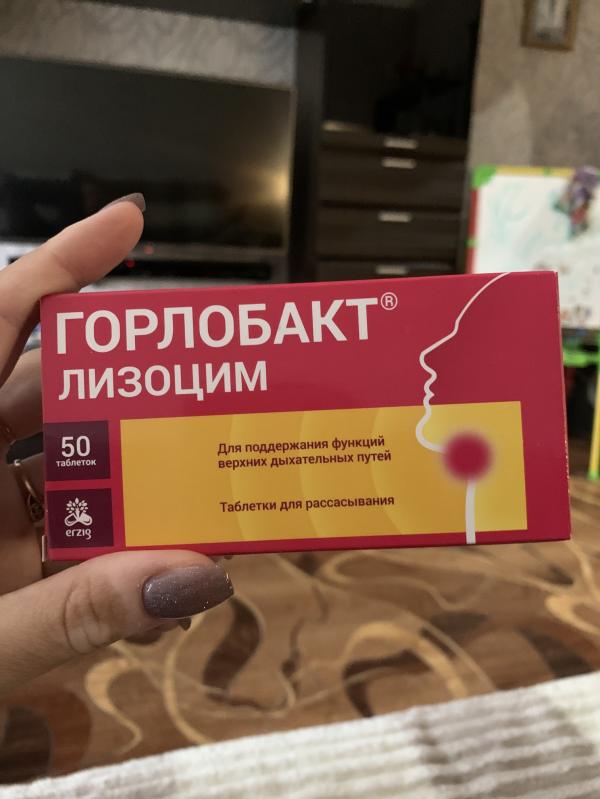 ГОРЛОБАКТ®
ЛИЗОЦИМ
50
таблеток
Для поддержания функций
верхних дыхательных путей
Таблетки для рассасывания
erzig